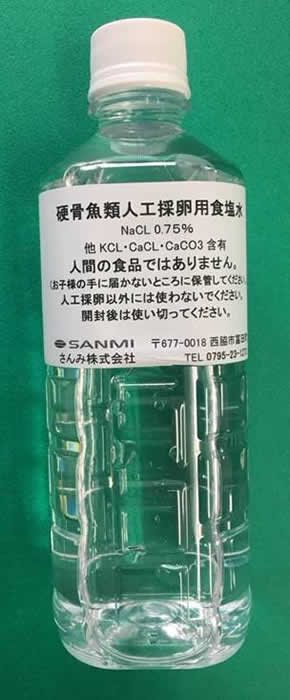 硬骨魚類人工採卵用食塩水
NaCL 0.75%
他 KCL・CaCL・CaCO3 含有
人間の食品ではありません。
(お子様の手に届かないところに保管してください。
人工採卵以外には使わないでください。
開封後は使い切ってください。
SANMI 〒677-0018 西脇市富田町
さんみ株式会社 TEL 0795-23-